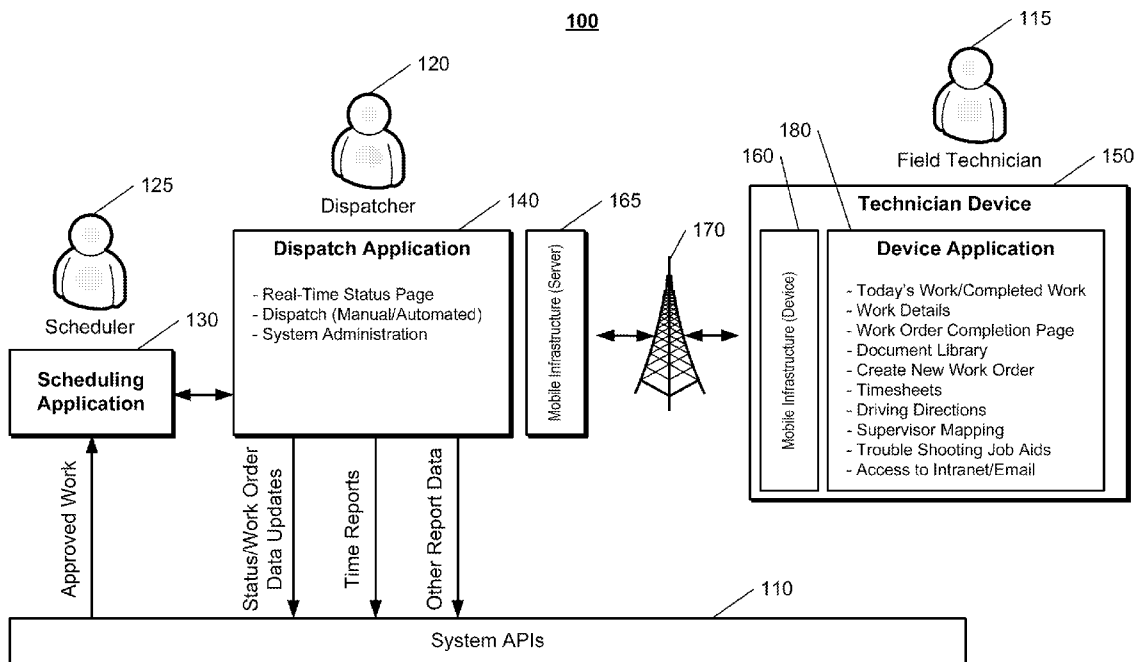 100
115
120
Field Technician
125
Dispatcher
140
165
160
180
150
Scheduler
130
Scheduling
Application
Dispatch Application
- Real-Time Status Page
- Dispatch (Manual/Automated)
- System Administration
Mobile Infrastructure (Server)
170
Technician Device
Mobile Infrastructure (Device)
Device Application
- Today's Work/Completed Work
- Work Details
- Work Order Completion Page
- Document Library
- Create New Work Order
- Timesheets
- Driving Directions
- Supervisor Mapping
- Trouble Shooting Job Aids
- Access to Intranet/Email
Approved Work
Status/Work Order
Data Updates
Time Reports
Other Report Data
110
System APIs